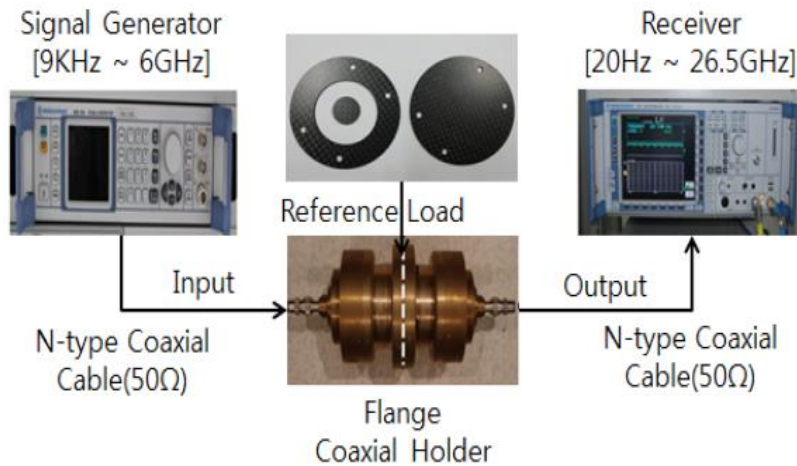 Signal Generator
[9KHz ~ 6GHz]
Receiver
[20Hz ~ 26.5GHz]
Reference Load
Input
Output
N-type Coaxial
Cable(50Ω)
N-type Coaxial
Cable(50Ω)
Flange
Coaxial Holder